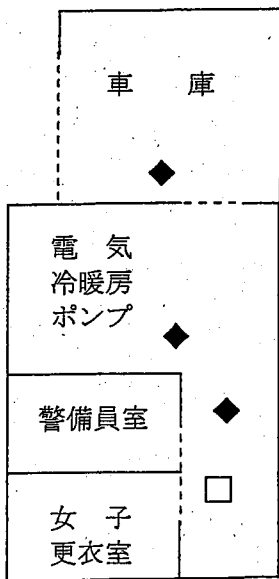 車 庫
電 気
冷暖房
ポンプ
警備員室
女 子
更衣室